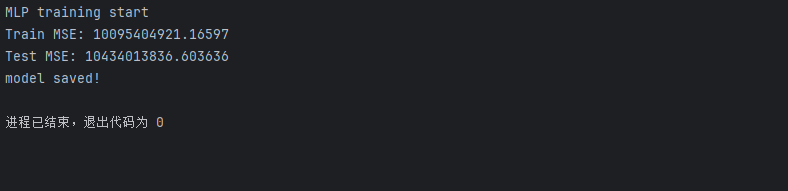 MLP training start
Train MSE: 10095404921.16597
Test MSE: 10434013836.603636
model saved!
进程已结束，退出代码为 0